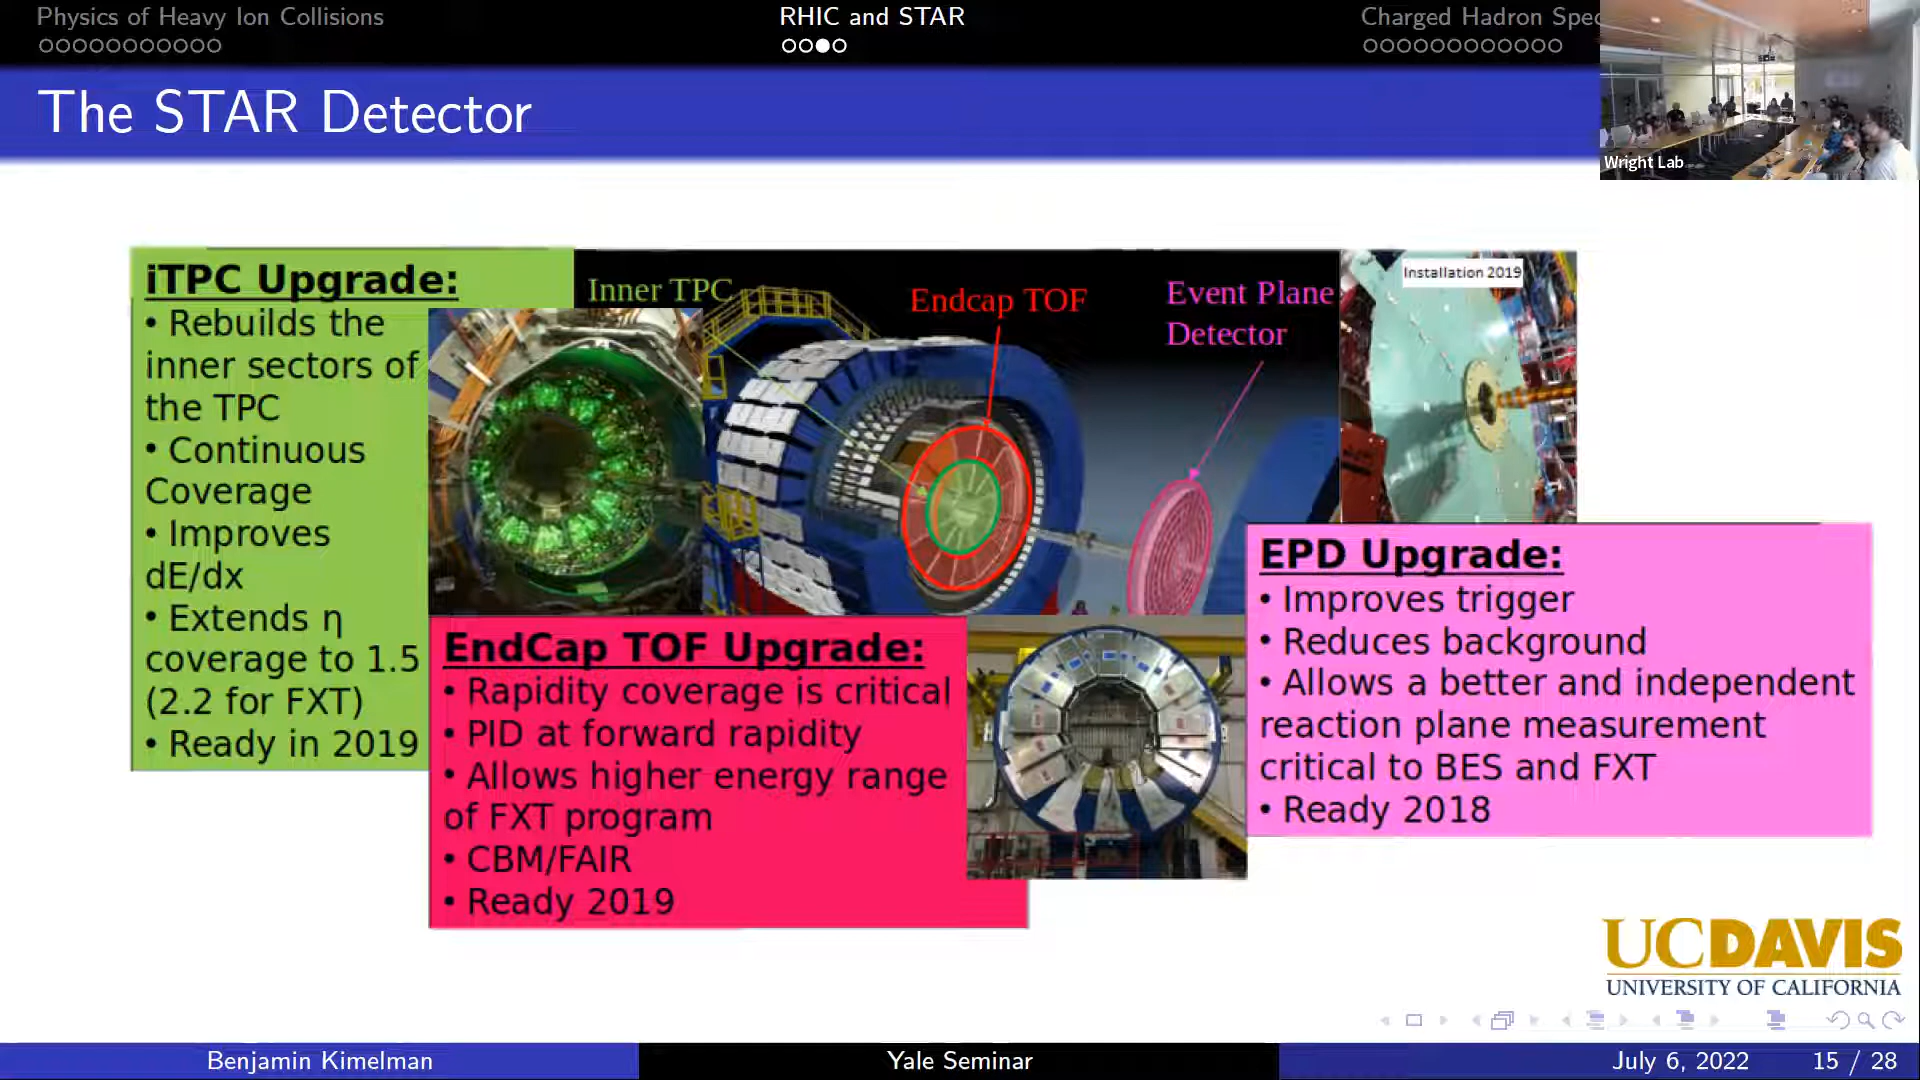 Physics of Heavy Ion Collisions
RHIC and STAR
Charged Hadron Spec
The STAR Detector
Wright Lab
iTPC Upgrade:
• Rebuilds the
inner sectors of
the TPC
• Continuous
Coverage
• Improves
dE/dx
• Extends η
coverage to 1.5
(2.2 for FXT)
• Ready in 2019
Inner TPC
Endcap TOF
Event Plane
Detector
Installation 2019
EndCap TOF Upgrade:
• Rapidity coverage is critical
• PID at forward rapidity
• Allows higher energy range
of FXT program
• CBM/FAIR
• Ready 2019
EPD Upgrade:
• Improves trigger
• Reduces background
• Allows a better and independent
reaction plane measurement
critical to BES and FXT
• Ready 2018
UCDAVIS
UNIVERSITY OF CALIFORNIA
Benjamin Kimelman
Yale Seminar
July 6, 2022
15 / 28